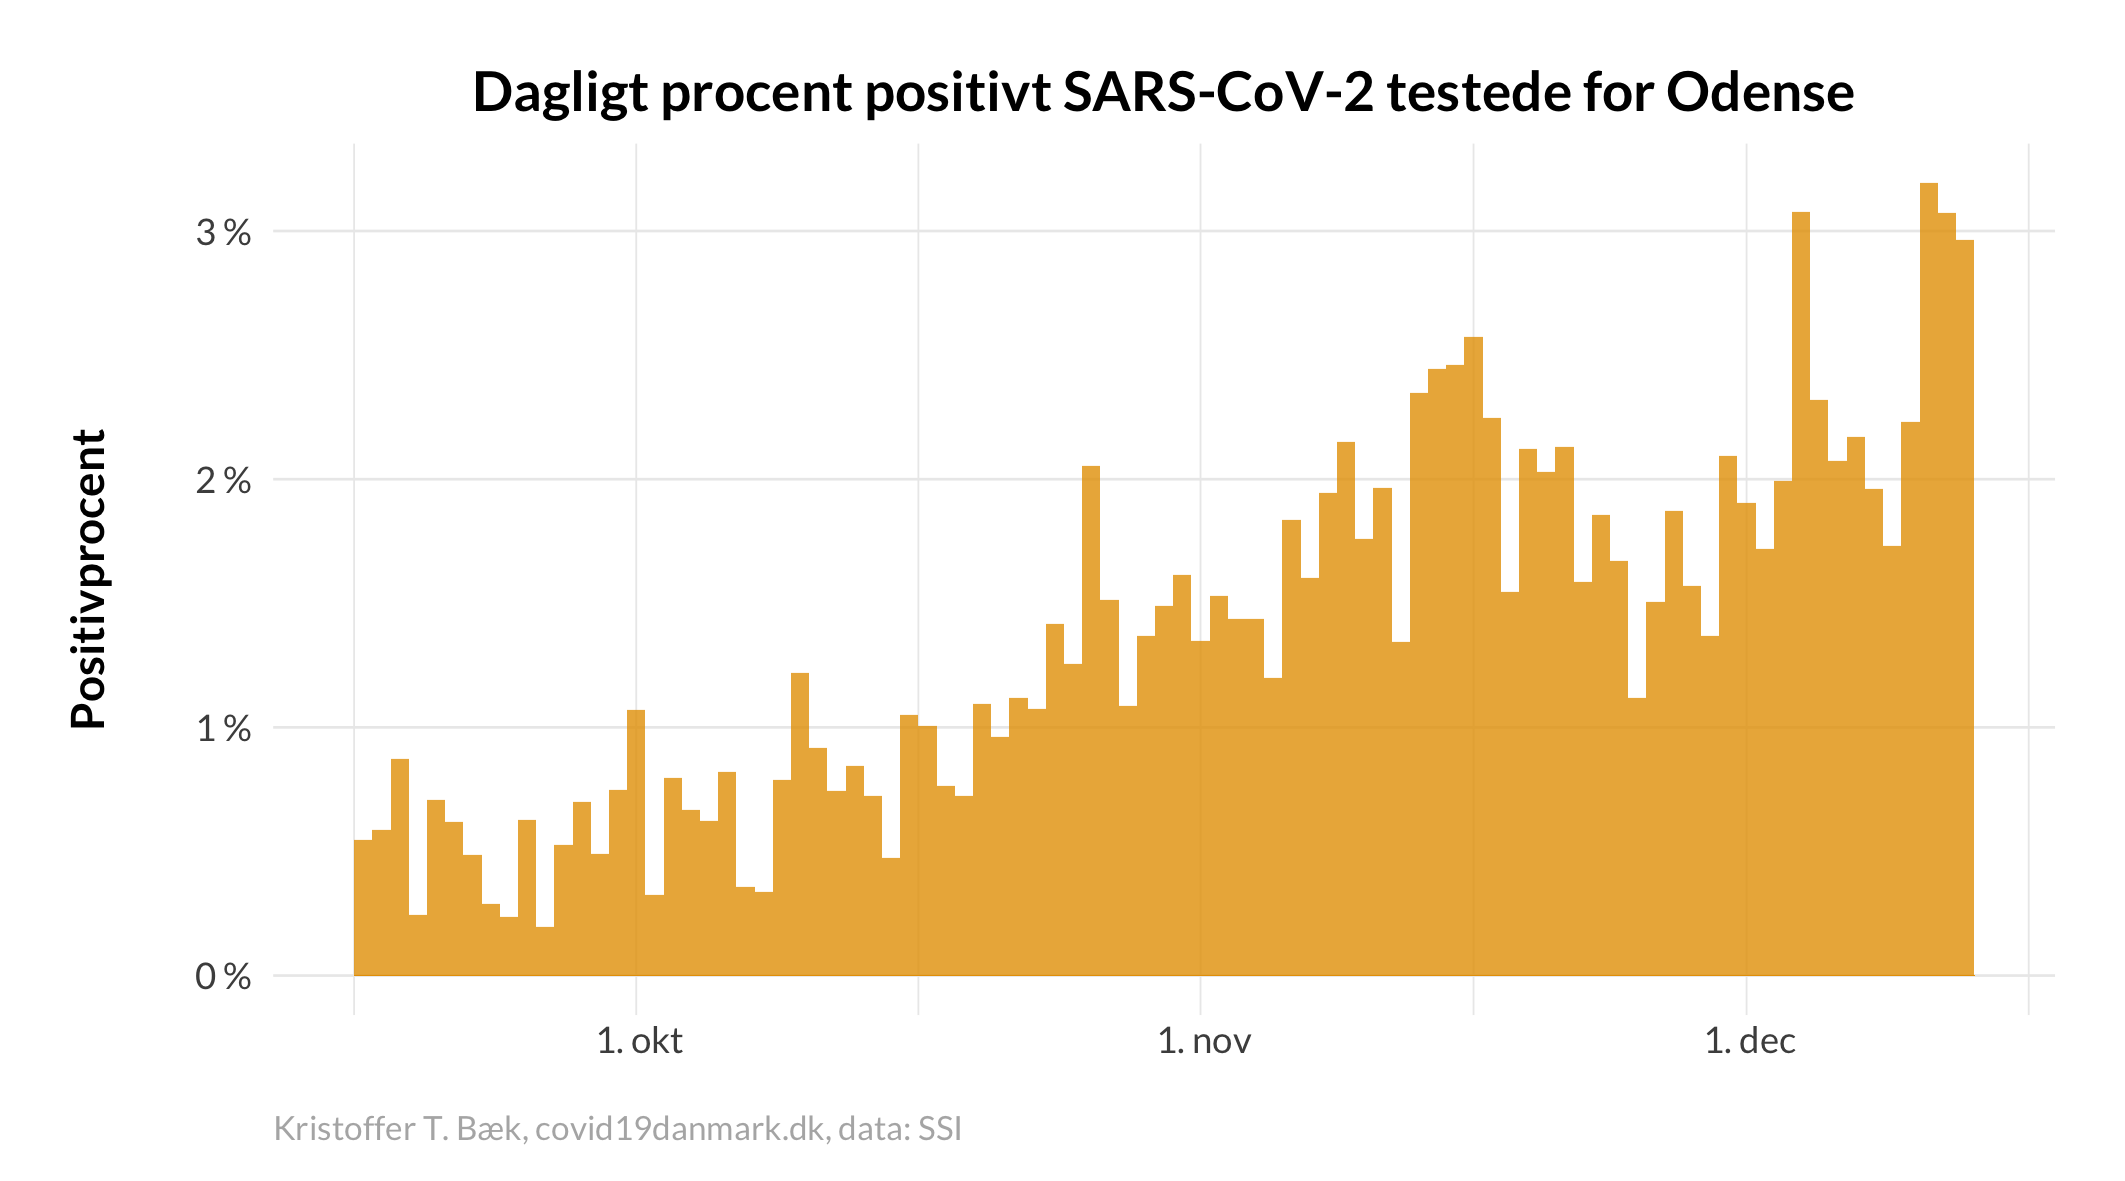 Dagligt procent positivt SARS-CoV-2 testede for Odense
Positivprocent
3 %
2 %
1 %
0 %
1. okt
1. nov
1. dec
Kristoffer T. Bæk, covid19danmark.dk, data: SSI